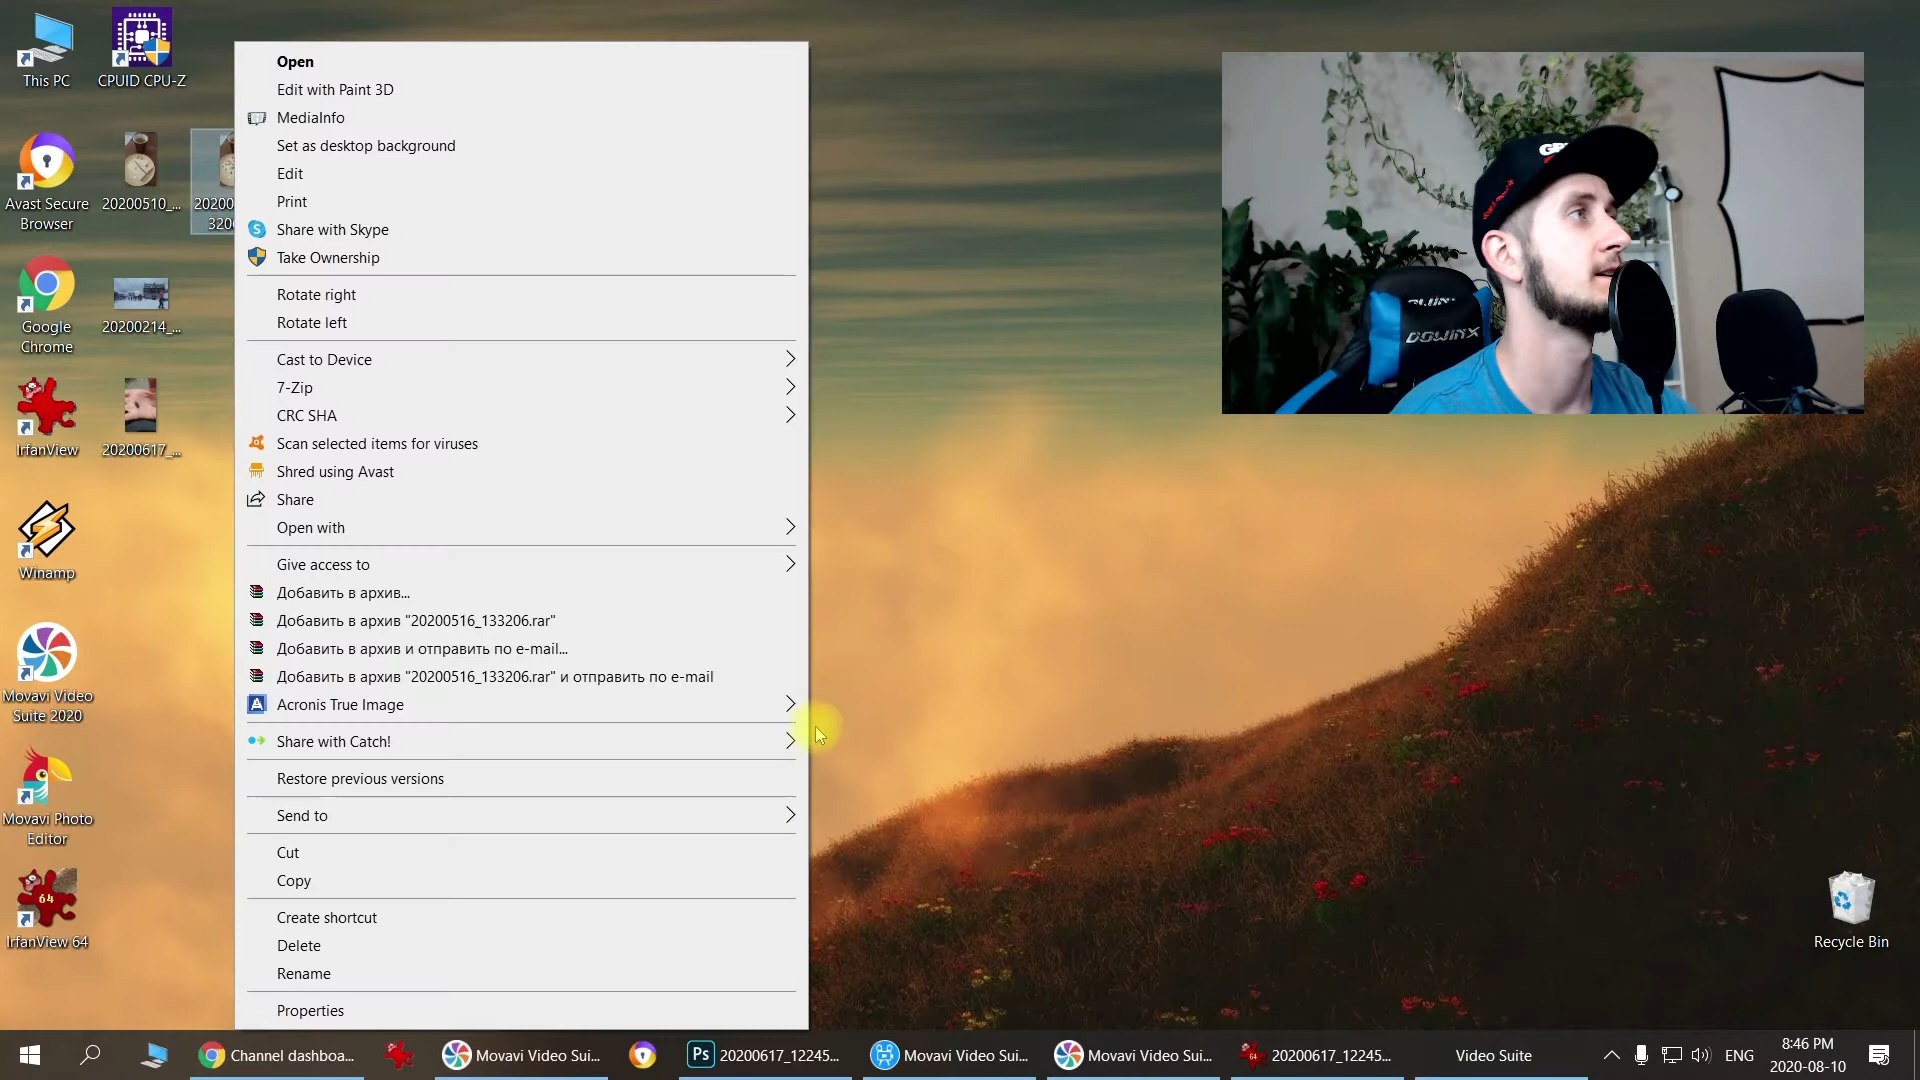 This PC
CPUID CPU-Z
Avast Secure
Browser
20200510_...
Google
Chrome
20200214_...
IrfanView
20200617_...
Winamp
Movavi Video
Suite 2020
Movavi Photo
Editor
IrfanView 64
64
Open
Edit with Paint 3D
MediaInfo
Set as desktop background
Edit
Print
Share with Skype
Take Ownership
Rotate right
Rotate left
Cast to Device
7-Zip
CRC SHA
Scan selected items for viruses
Shred using Avast
Share
Open with
Give access to
Добавить в архив...
Добавить в архив "20200516_133206.rar"
Добавить в архив и отправить по e-mail...
Добавить в архив "20200516_133206.rar" и отправить по e-mail
Acronis True Image
Share with Catch!
Restore previous versions
Send to
Cut
Copy
Create shortcut
Delete
Rename
Properties
DOWINX
Recycle Bin
Channel dashboa...
Movavi Video Sui...
Ps
20200617_12245...
Movavi Video Sui...
Movavi Video Sui...
20200617_12245...
Video Suite
ENG
8:46 PM
2020-08-10